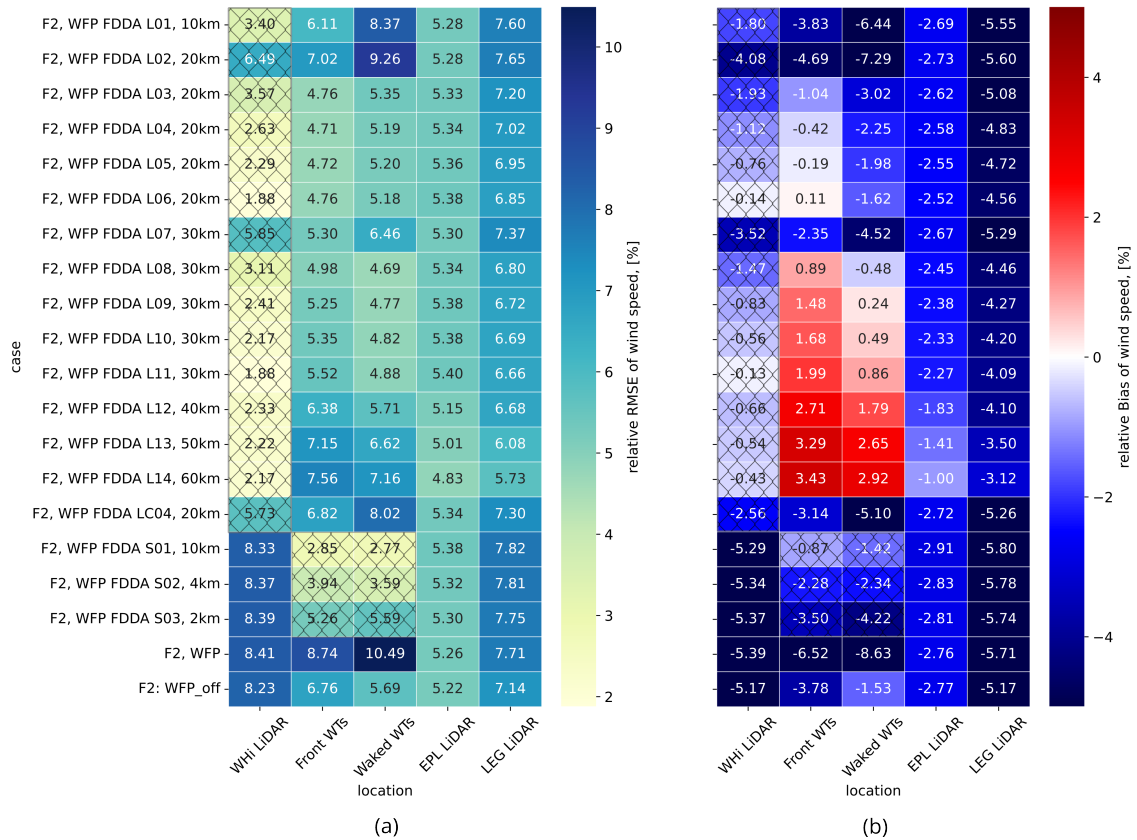 F2, WFP FDDA L01, 10km 3.40 6.11 8.37 5.28 7.60 -1.80 -3.83 -6.44 -2.69 -5.55
F2, WFP FDDA L02, 20km 6.49 7.02 9.26 5.28 7.65 -4.08 -4.69 -7.29 -2.73 -5.60
F2, WFP FDDA L03, 20km 3.57 4.76 5.35 5.33 7.20 -1.93 -1.04 -3.02 -2.62 -5.08
F2, WFP FDDA L04, 20km 2.63 4.71 5.19 5.34 7.02 -1.12 -0.42 -2.25 -2.58 -4.83
F2, WFP FDDA L05, 20km 2.29 4.72 5.20 5.36 6.95 -0.76 -0.19 -1.98 -2.55 -4.72
F2, WFP FDDA L06, 20km 1.88 4.76 5.18 5.38 6.85 -0.14 0.11 -1.62 -2.52 -4.56
F2, WFP FDDA L07, 30km 5.85 5.30 6.46 5.30 7.37 -3.52 -2.35 -4.52 -2.67 -5.29
F2, WFP FDDA L08, 30km 3.11 4.98 4.69 5.34 6.80 -1.47 0.89 -0.48 -2.45 -4.46
F2, WFP FDDA L09, 30km 2.41 5.25 4.77 5.38 6.72 -0.83 1.48 0.24 -2.38 -4.27
F2, WFP FDDA L10, 30km 2.17 5.35 4.82 5.38 6.69 -0.56 1.68 0.49 -2.33 -4.20
F2, WFP FDDA L11, 30km 1.88 5.52 4.88 5.40 6.66 -0.13 1.99 0.86 -2.27 -4.09
F2, WFP FDDA L12, 40km 2.33 6.38 5.71 5.15 6.68 -0.66 2.71 1.79 -1.83 -4.10
F2, WFP FDDA L13, 50km 2.22 7.15 6.62 5.01 6.08 -0.54 3.29 2.65 -1.41 -3.50
F2, WFP FDDA L14, 60km 2.17 7.56 7.16 4.83 5.73 -0.43 3.43 2.92 -1.00 -3.12
F2, WFP FDDA LC04, 20km 5.73 6.82 8.02 5.34 7.30 -2.56 -3.14 -5.10 -2.72 -5.26
F2, WFP FDDA S01, 10km 8.33 2.85 2.77 5.38 7.82 -5.29 -0.87 -1.42 -2.91 -5.80
F2, WFP FDDA S02, 4km 8.37 3.94 3.59 5.32 7.81 -5.34 -2.28 -2.34 -2.83 -5.78
F2, WFP FDDA S03, 2km 8.39 5.26 5.59 5.30 7.75 -5.37 -3.50 -4.22 -2.81 -5.74
F2, WFP 8.41 8.74 10.49 5.26 7.71 -5.39 -6.52 -8.63 -2.76 -5.71
F2: WFP_off 8.23 6.76 5.69 5.22 7.14 -5.17 -3.78 -1.53 -2.77 -5.17
case
WHi LiDAR Front WTs Waked WTs EPL LiDAR LEG LiDAR
location
10
9
8
7
6
5
4
3
2
relative RMSE of wind speed, [%]
(a)
WHi LiDAR Front WTs Waked WTs EPL LiDAR LEG LiDAR
location
4
2
0
−2
−4
relative Bias of wind speed, [%]
(b)